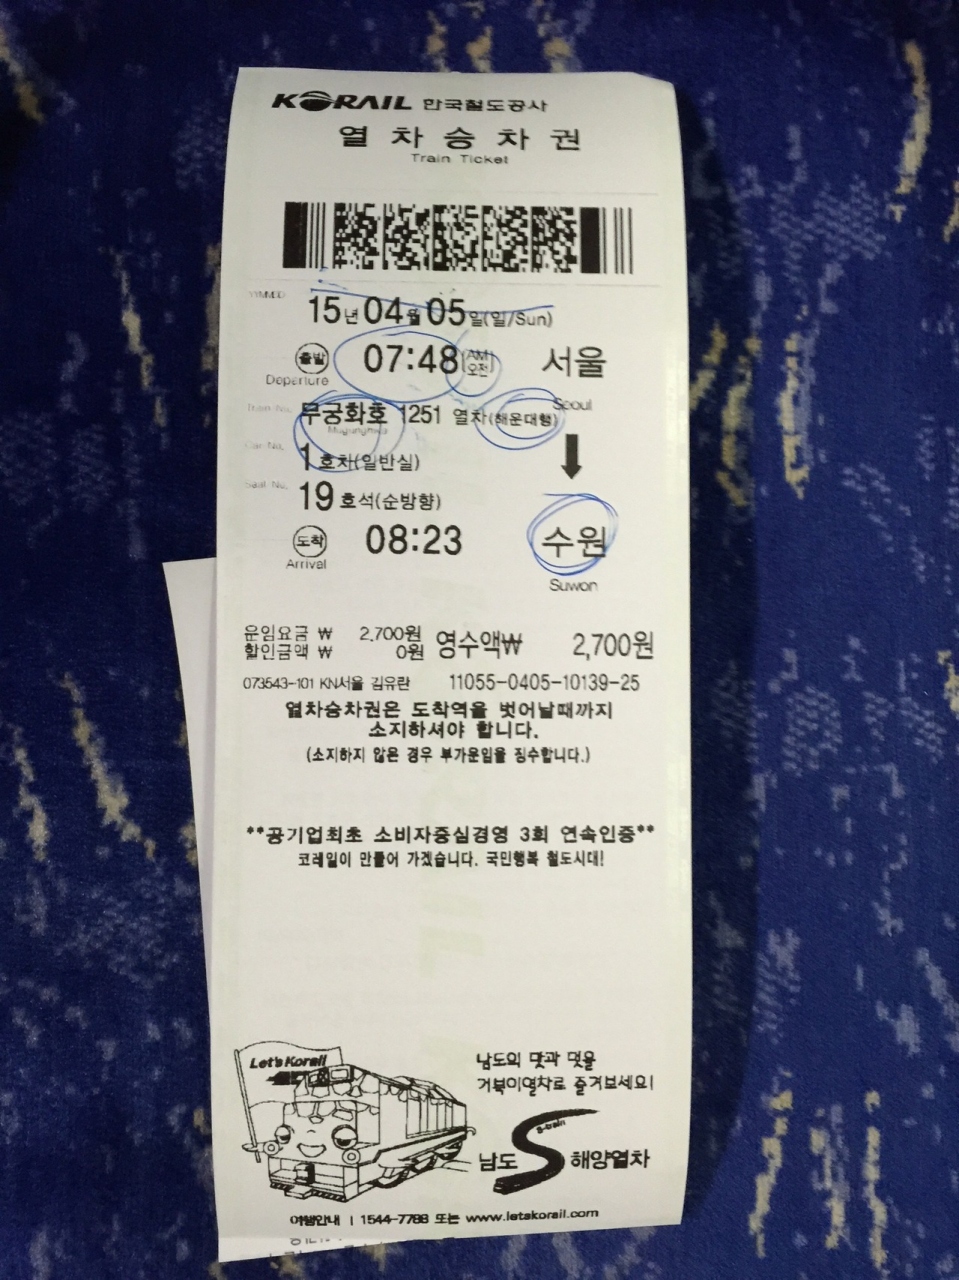 KORAIL 한국철도공사
열차승차권
Train Ticket
YYMMDD
15년 04월 05일(일/Sun)
출발 07:48 (AM 오전) 서울
Departure Seoul
Train No. 무궁화호 1251 열차(해운대행)
Mugunghwa
Car No. 1 호차(일반실)
Seat No. 19 호석(순방향)
도착 08:23 수원
Arrival Suwon
운임요금 ₩ 2,700원 영수액₩ 2,700원
할인금액 ₩ 0원
073543-101 KN서울 김유란 11055-0405-10139-25
열차승차권은 도착역을 벗어날때까지
소지하셔야 합니다.
(소지하지 않은 경우 부가운임을 징수합니다.)
**공기업최초 소비자중심경영 3회 연속인증**
코레일이 만들어 가겠습니다. 국민행복 철도시대!
Let's Korail
남도의 맛과 멋을
거북이열차로 즐겨보세요!
남도 S s-train 해양열차
여행안내 | 1544-7788 또는 www.letskorail.com